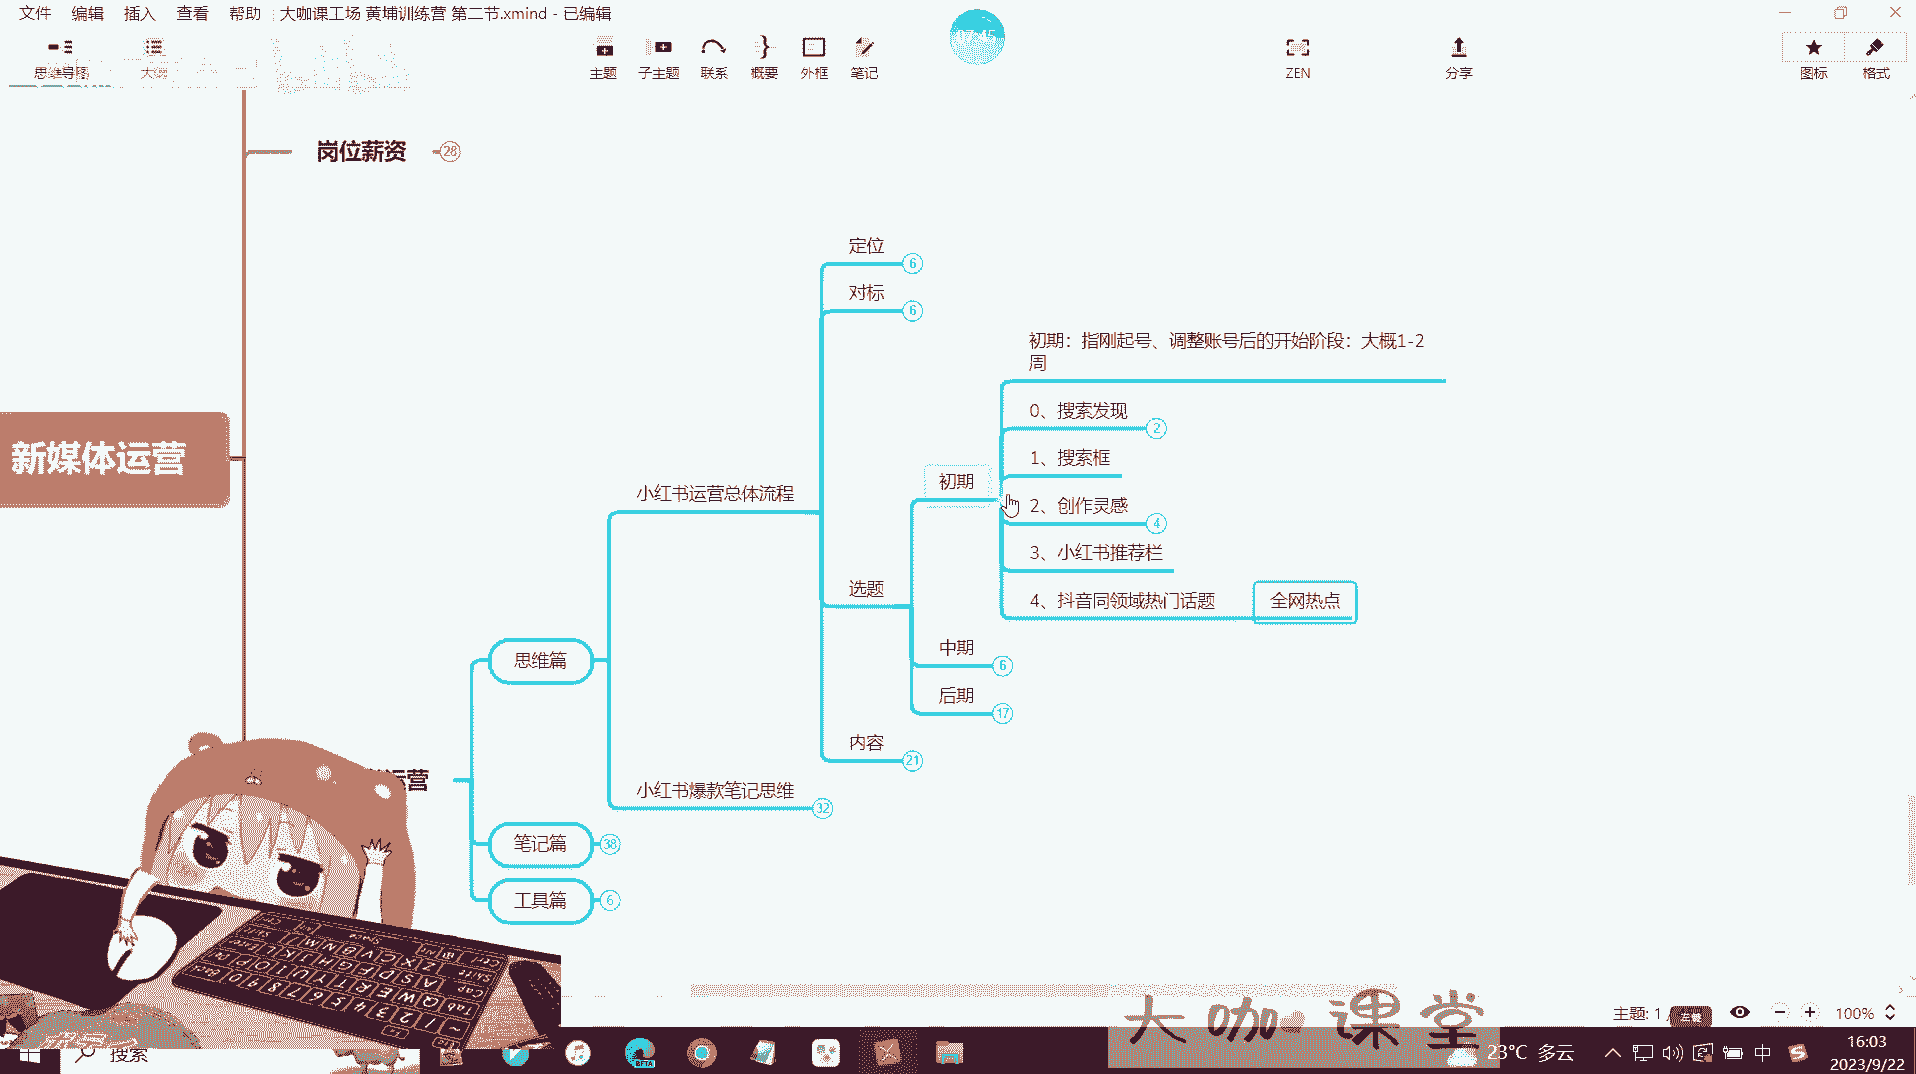 文件 编辑 插入 查看 帮助 大咖课工场 黄埔训练营 第二节.xmind - 已编辑
思维导图 大纲 主题 子主题 联系 概要 外框 笔记 07:45 ZEN 分享 图标 格式
岗位薪资 28
定位 6
对标 6
初期：指刚起号、调整账号后的开始阶段：大概1-2
周
0、搜索发现 2
1、搜索框
新媒体运营
初期
小红书运营总体流程
2、创作灵感 4
3、小红书推荐栏
选题
4、抖音同领域热门话题 全网热点
中期 6
思维篇
后期 17
内容 21
运营
小红书爆款笔记思维 32
笔记篇 38
工具篇 6
大咖课堂
主题: 1
100%
搜索
23°C 多云
中
16:03
2023/9/22